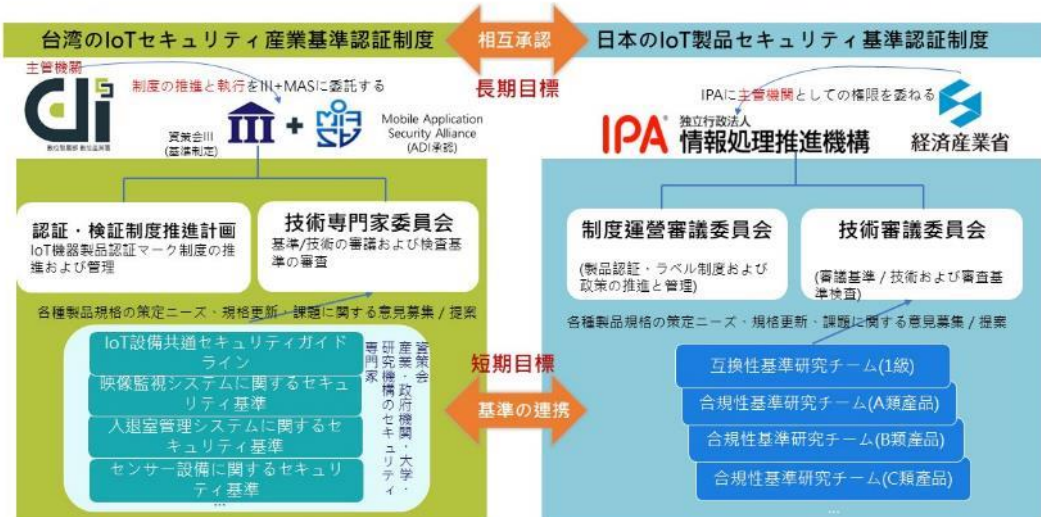 台湾のIoTセキュリティ産業基準認証制度
相互承認
日本のIoT製品セキュリティ基準認証制度
主管機關
制度の推進と執行をIII+MASに委託する
長期目標
IPAに主管機関としての権限を委ねる
資策会III
(基準制定)
+
Mobile Application
Security Alliance
(ADI承認)
IPA
独立行政法人
情報処理推進機構
経済産業省
認証・検証制度推進計画
IoT機器製品認証マーク制度の推
進および管理
技術専門家委員会
基準/技術の審議および検査基
準の審査
制度運営審議委員会
(製品認証・ラベル制度および
政策の推進と管理)
技術審議委員会
(審議基準 / 技術および審査基
準検査)
各種製品規格の策定ニーズ・規格更新・課題に関する意見募集 / 提案
各種製品規格の策定ニーズ・規格更新・課題に関する意見募集 / 提案
IoT設備共通セキュリティガイド
ライン
映像監視システムに関するセキュ
リティ基準
入退室管理システムに関するセ
キュリティ基準
センサー設備に関するセキュリ
ティ基準
...
資策会
産業・政府機関・大学・
研究機構のセキュリティ
専門家
短期目標
基準の連携
互換性基準研究チーム(1級)
合規性基準研究チーム(A類產品)
合規性基準研究チーム(B類產品)
合規性基準研究チーム(C類產品)
...